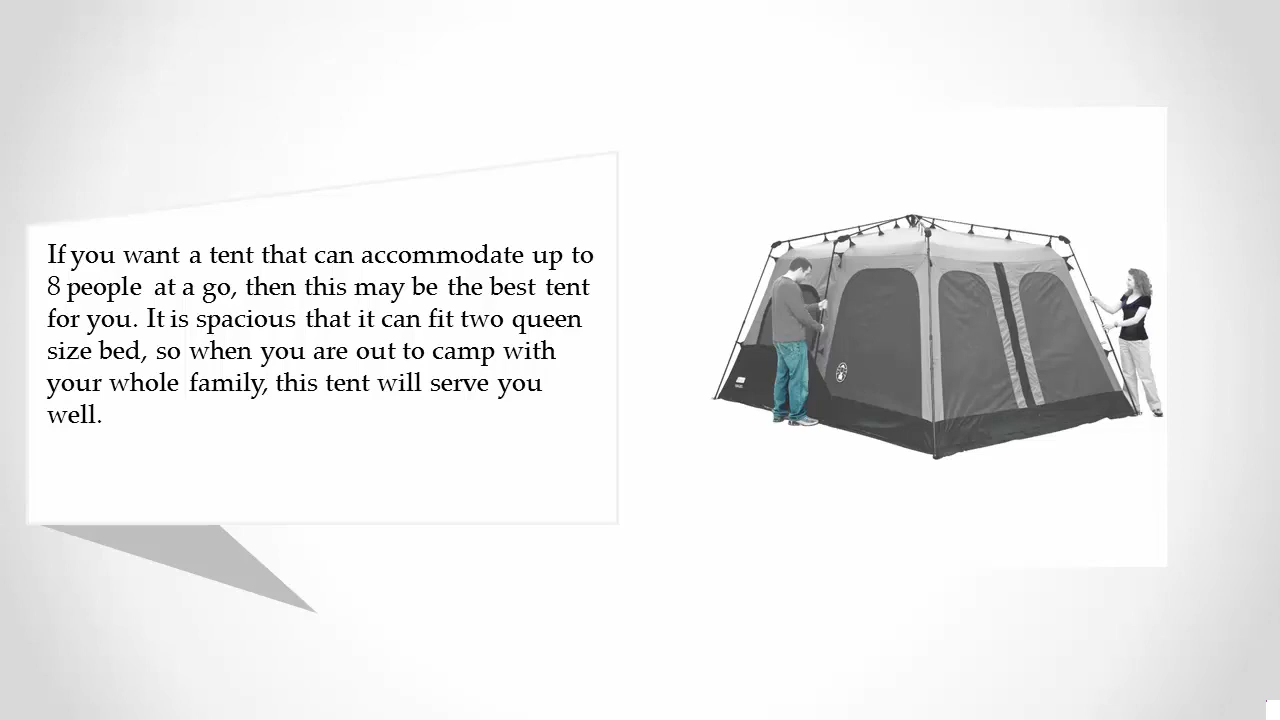 If you want a tent that can accommodate up to
8 people at a go, then this may be the best tent
for you. It is spacious that it can fit two queen
size bed, so when you are out to camp with
your whole family, this tent will serve you
well.